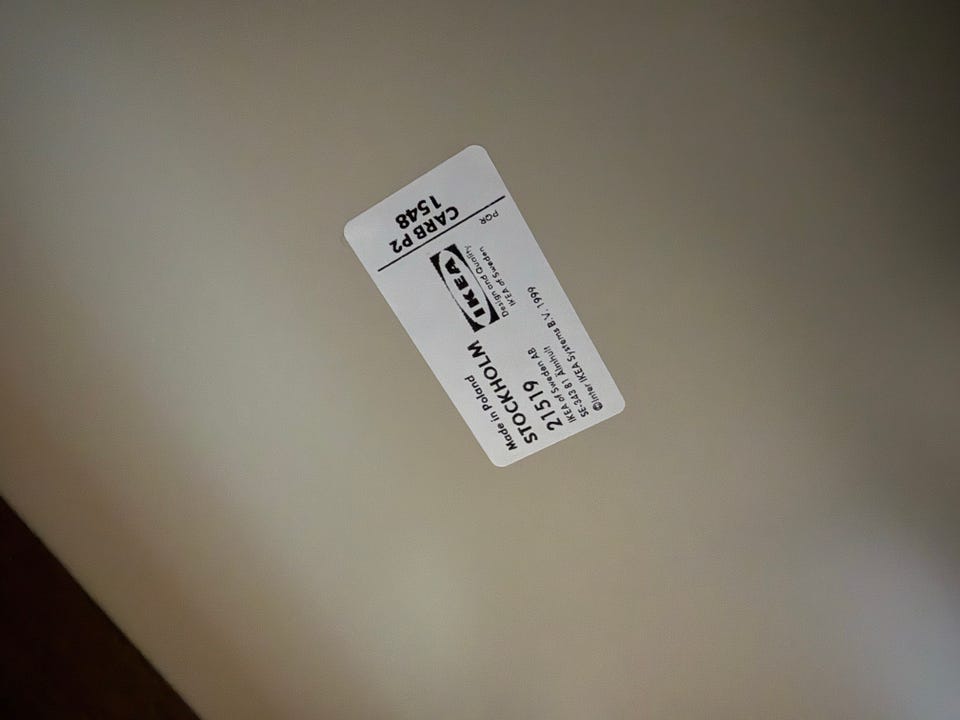 Made in Poland
STOCKHOLM
21519
IKEA of Sweden AB
SE-343 81 Älmhult
©Inter IKEA Systems B.V. 1999
IKEA
Design and Quality
IKEA of Sweden
PQR
CARB P2
1548